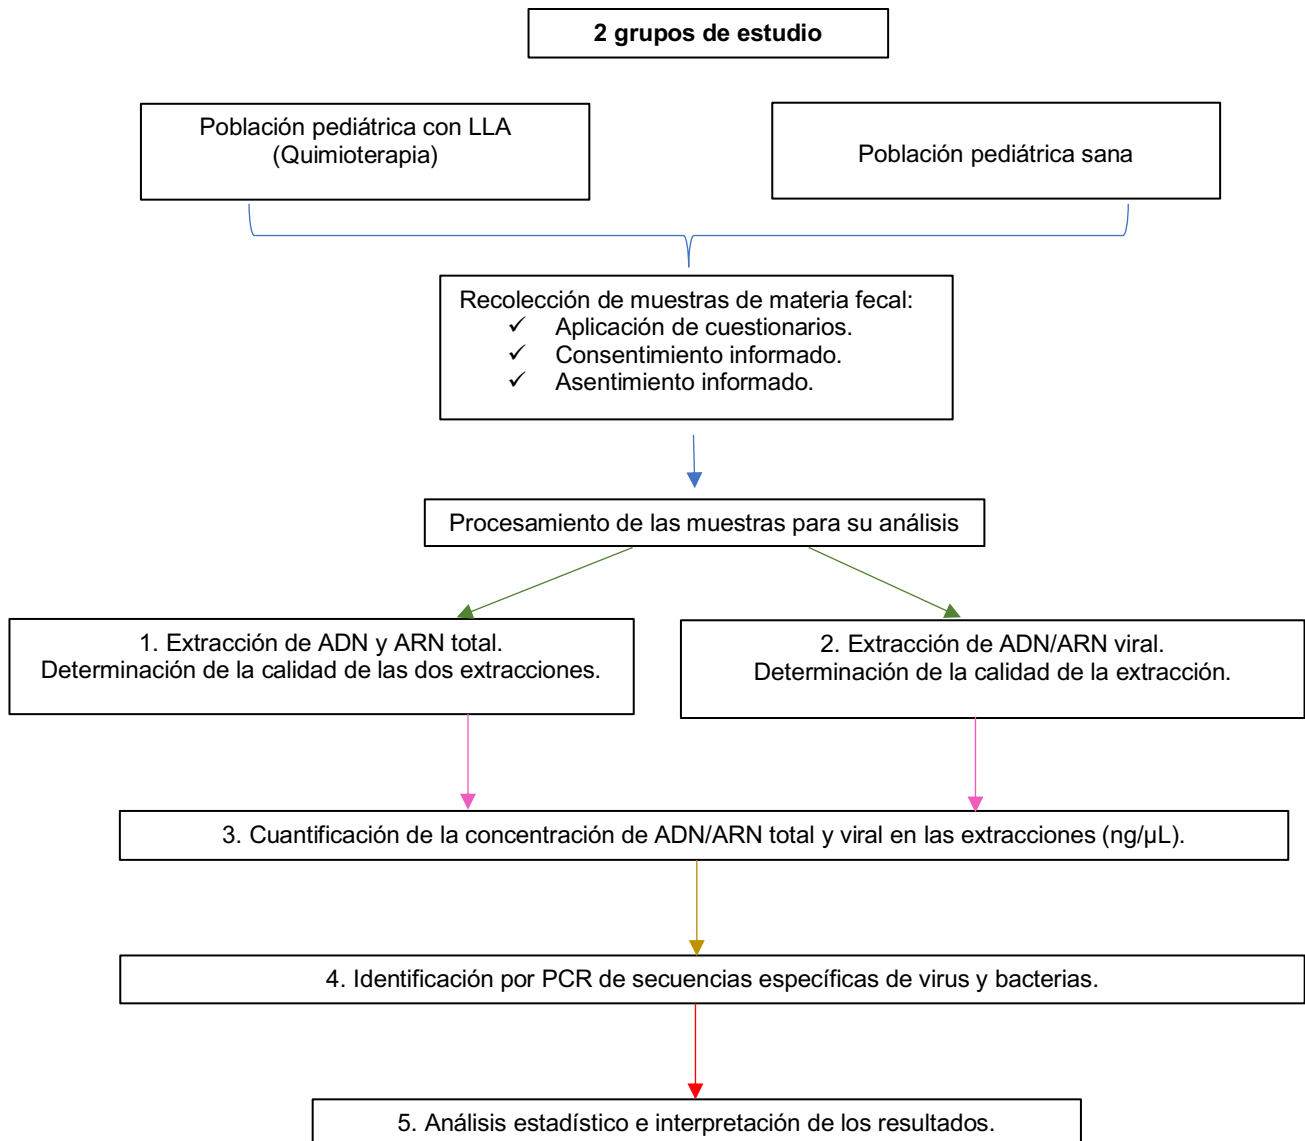 2 grupos de estudio
Población pediátrica con LLA
(Quimioterapia)
Población pediátrica sana
Recolección de muestras de materia fecal:
✓ Aplicación de cuestionarios.
✓ Consentimiento informado.
✓ Asentimiento informado.
Procesamiento de las muestras para su análisis
1. Extracción de ADN y ARN total.
Determinación de la calidad de las dos extracciones.
2. Extracción de ADN/ARN viral.
Determinación de la calidad de la extracción.
3. Cuantificación de la concentración de ADN/ARN total y viral en las extracciones (ng/µL).
4. Identificación por PCR de secuencias específicas de virus y bacterias.
5. Análisis estadístico e interpretación de los resultados.